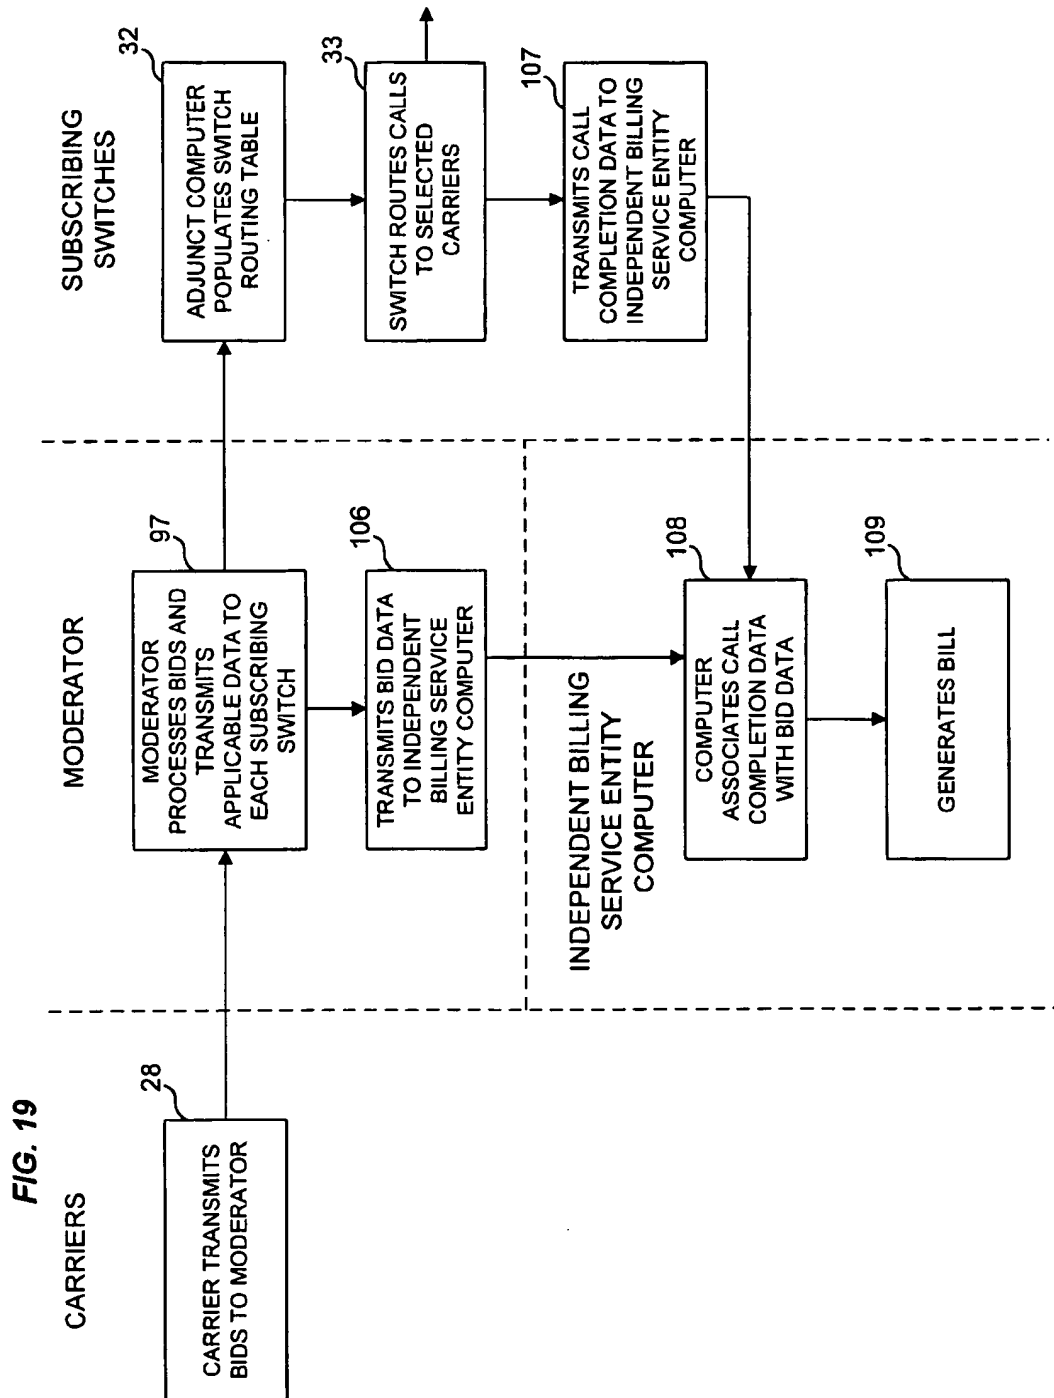 FIG. 19
CARRIERS
28
CARRIER TRANSMITS
BIDS TO MODERATOR
MODERATOR
97
MODERATOR
PROCESSES BIDS AND
TRANSMITS
APPLICABLE DATA TO
EACH SUBSCRIBING
SWITCH
106
TRANSMITS BID DATA
TO INDEPENDENT
BILLING SERVICE
ENTITY COMPUTER
INDEPENDENT BILLING
SERVICE ENTITY
COMPUTER
108
COMPUTER
ASSOCIATES CALL
COMPLETION DATA
WITH BID DATA
109
GENERATES BILL
SUBSCRIBING
SWITCHES
32
ADJUNCT COMPUTER
POPULATES SWITCH
ROUTING TABLE
33
SWITCH ROUTES CALLS
TO SELECTED
CARRIERS
107
TRANSMITS CALL
COMPLETION DATA TO
INDEPENDENT BILLING
SERVICE ENTITY
COMPUTER